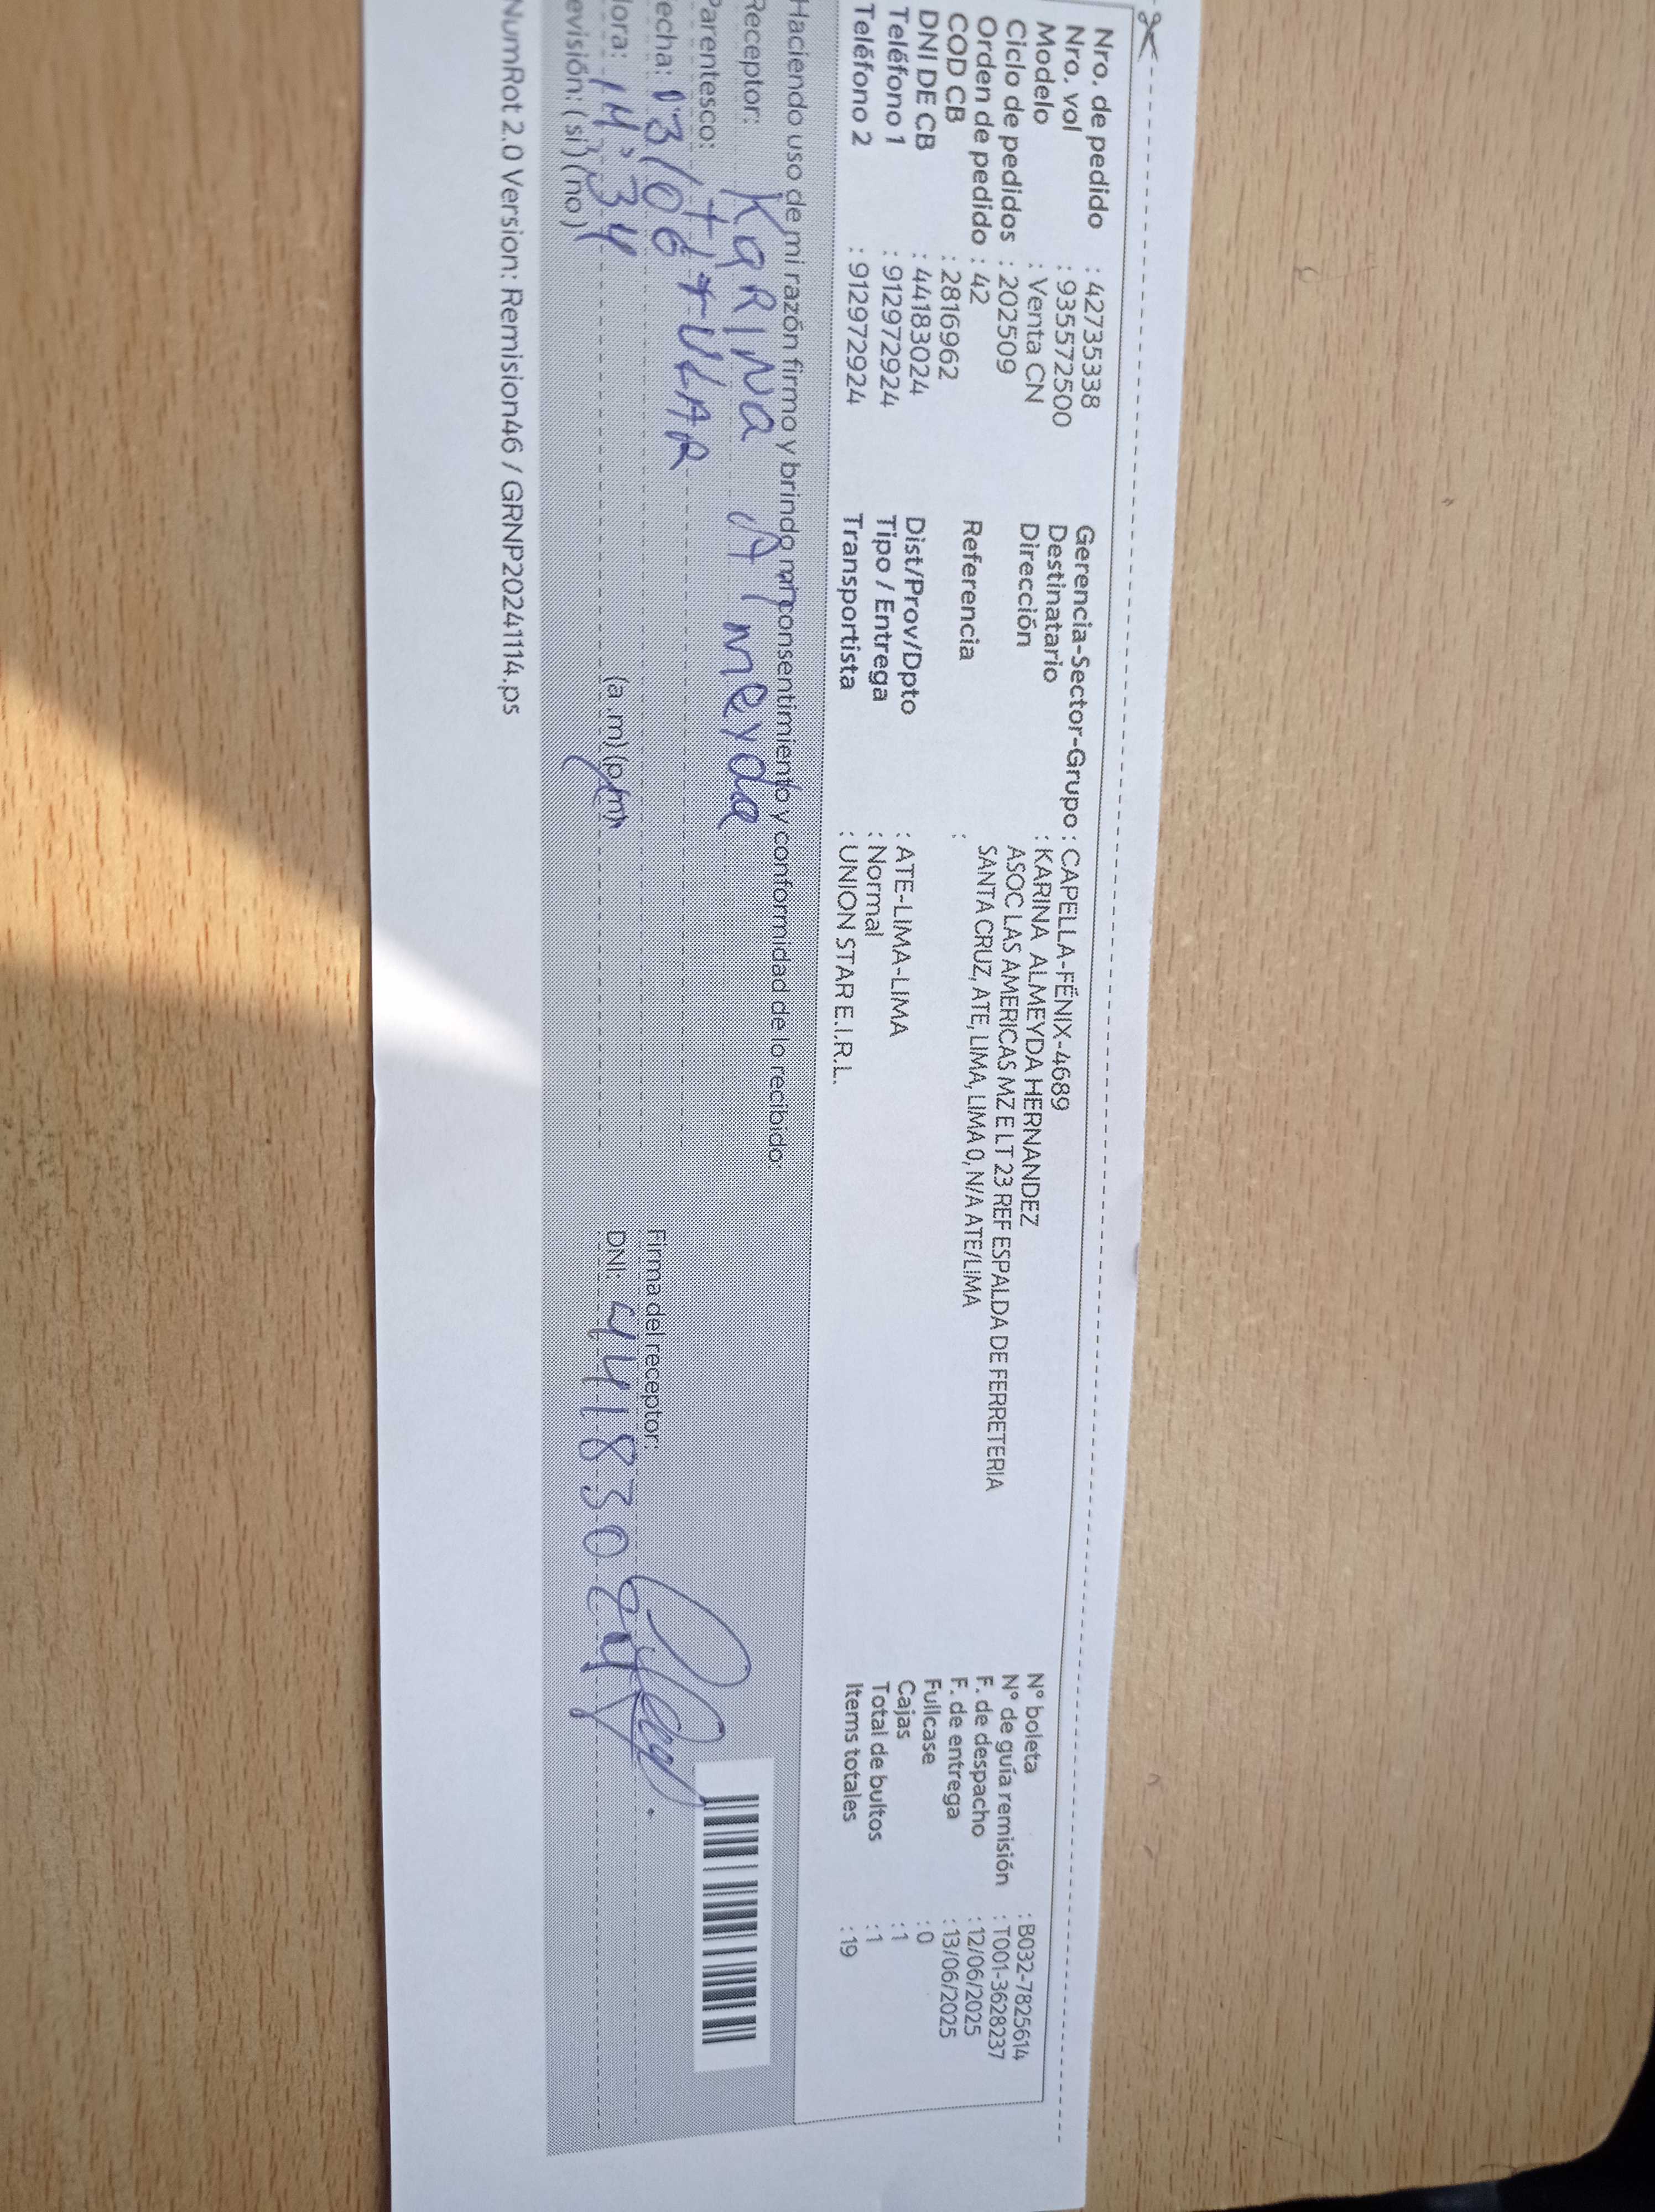 Nro. de pedido : 42735338
Nro. vol : 935572500
Modelo : Venta CN
Ciclo de pedidos : 202509
Orden de pedido : 42
COD CB : 2816962
DNI DE CB : 44183024
Teléfono 1 : 912972924
Teléfono 2 : 912972924
Gerencia-Sector-Grupo : CAPELLA-FÉNIX-4689
Destinatario : KARINA ALMEYDA HERNANDEZ
Dirección ASOC LAS AMERICAS MZ E LT 23 REF ESPALDA DE FERRETERIA
SANTA CRUZ, ATE, LIMA, LIMA 0, N/A ATE/LIMA
Referencia :
Dist/Prov/Dpto : ATE-LIMA-LIMA
Tipo / Entrega : Normal
Transportista : UNION STAR E.I.R.L.
N° boleta : B032-7825614
N° de guía remisión : T001-3628237
F. de despacho : 12/06/2025
F. de entrega : 13/06/2025
Fullcase : 0
Cajas : 1
Total de bultos : 1
Items totales : 19
Haciendo uso de mi razón firmo y brindo mi consentimiento y conformidad de lo recibido:
Receptor: KaRINa Almeyda
Parentesco: tITULAR
echa: 13/06
Firma del receptor:
ora: 14:34 (a.m) (p.m)
DNI: 44183024
evisión: ( si ) ( no )
NumRot 2.0 Version: Remision46 / GRNP20241114.ps